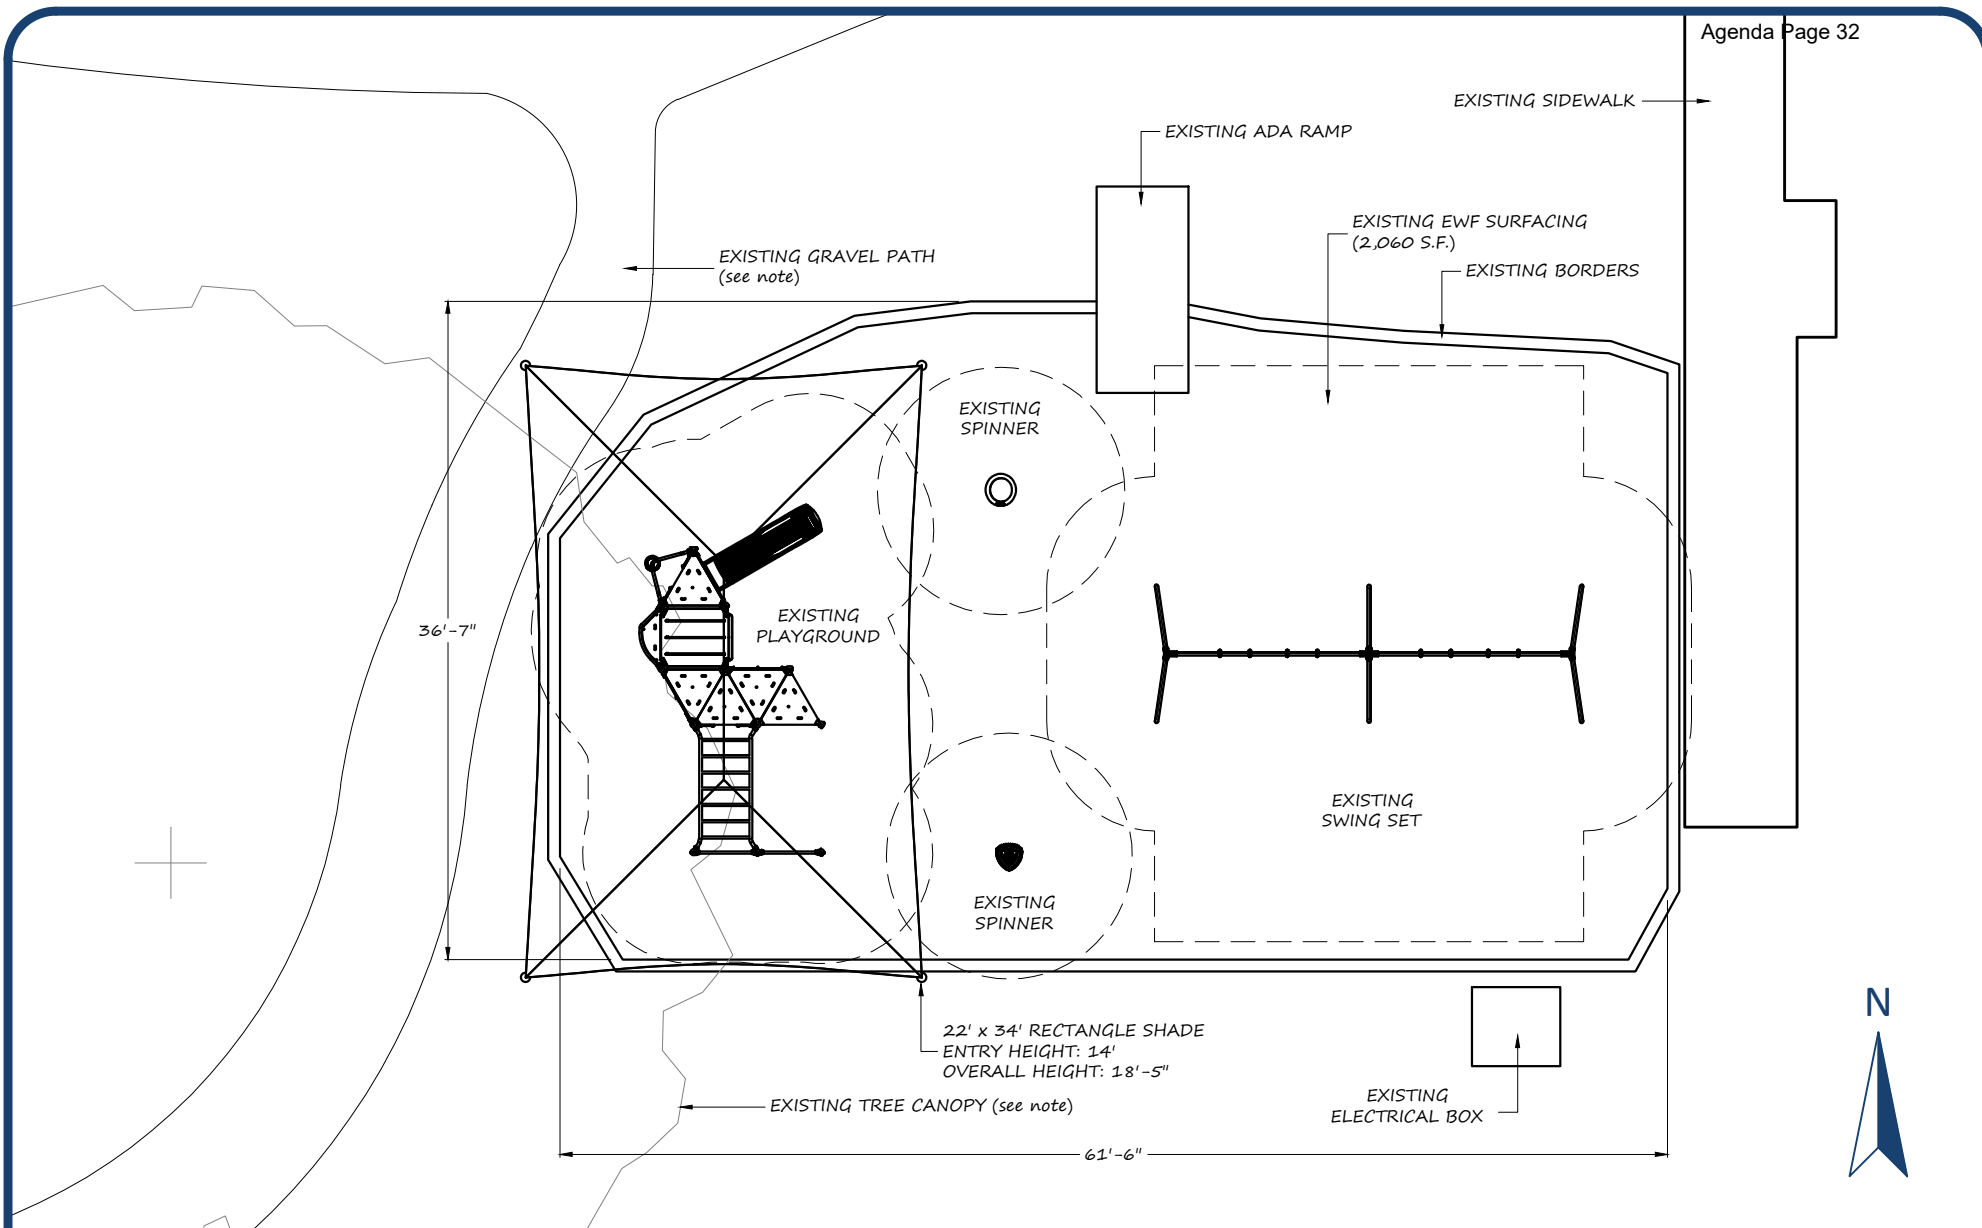 Agenda Page 32
EXISTING SIDEWALK
EXISTING ADA RAMP
EXISTING EWF SURFACING
(2,060 S.F.)
EXISTING GRAVEL PATH
(see note)
EXISTING BORDERS
EXISTING
SPINNER
36'-7"
EXISTING
PLAYGROUND
EXISTING
SWING SET
EXISTING
SPINNER
N
22' x 34' RECTANGLE SHADE
ENTRY HEIGHT: 14'
OVERALL HEIGHT: 18'-5"
EXISTING TREE CANOPY (see note)
EXISTING
ELECTRICAL BOX
61'-6"